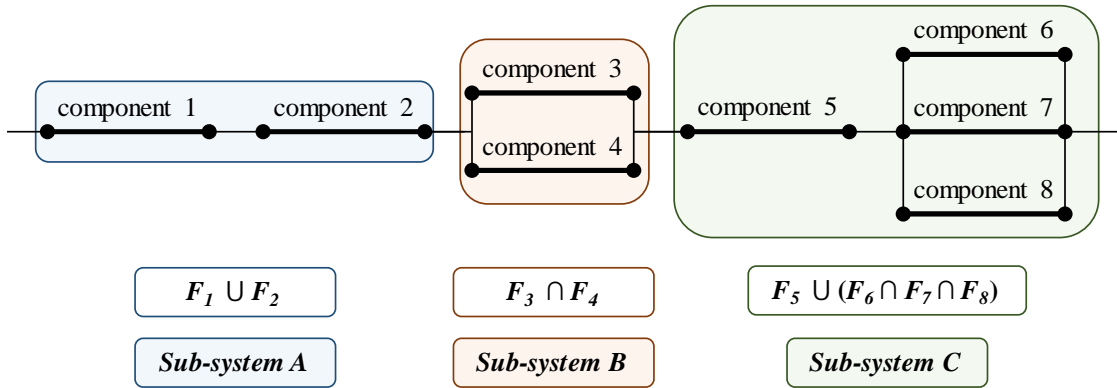 component 1
component 2
component 3
component 4
component 5
component 6
component 7
component 8
F₁ ∪ F₂
F₃ ∩ F₄
F₅ ∪ (F₆ ∩ F₇ ∩ F₈)
Sub-system A
Sub-system B
Sub-system C